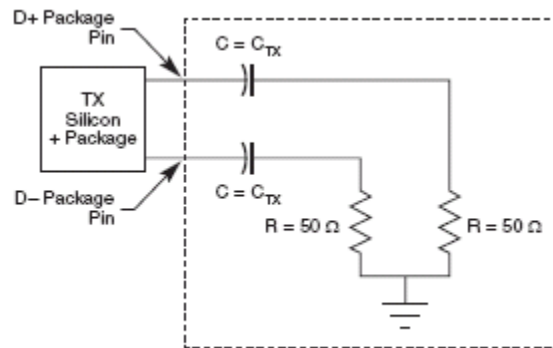 D+ Package
Pin
C = C_TX
TX
Silicon
+ Package
D– Package
Pin
C = C_TX
R = 50 Ω
R = 50 Ω